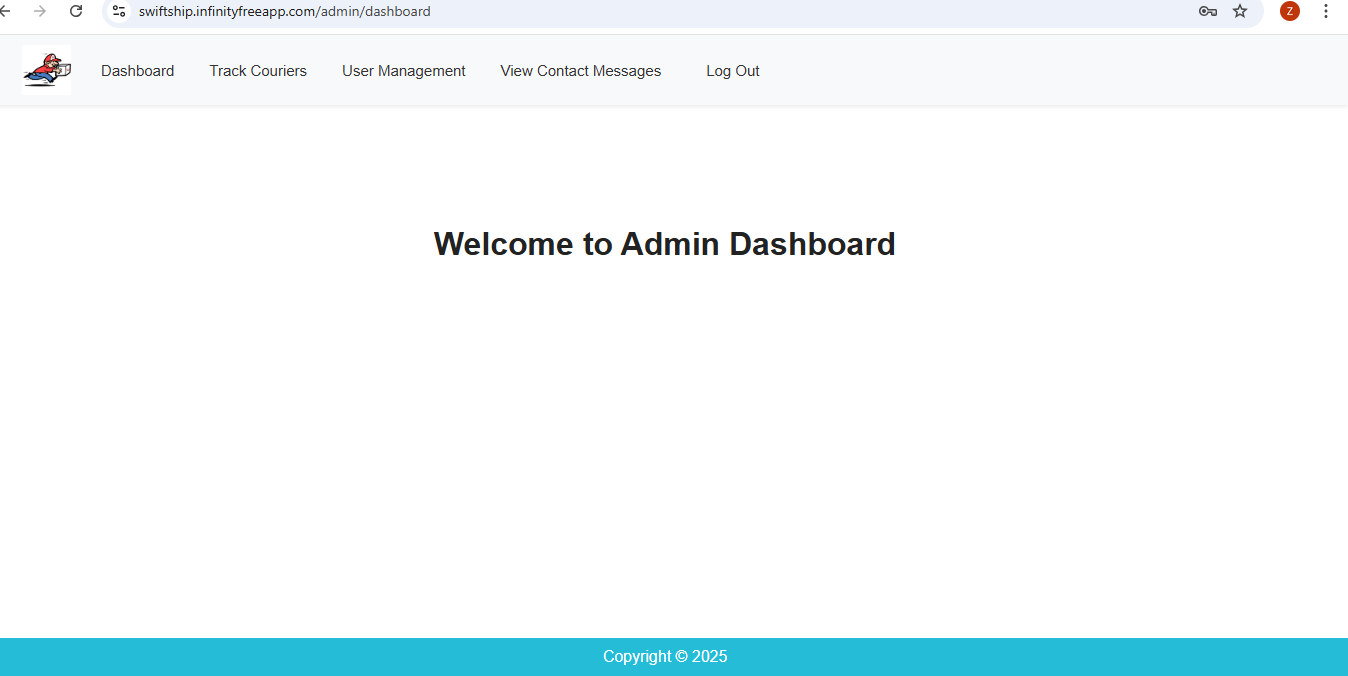 swiftship.infinityfreeapp.com/admin/dashboard
Z
Dashboard Track Couriers User Management View Contact Messages Log Out
Welcome to Admin Dashboard
Copyright © 2025